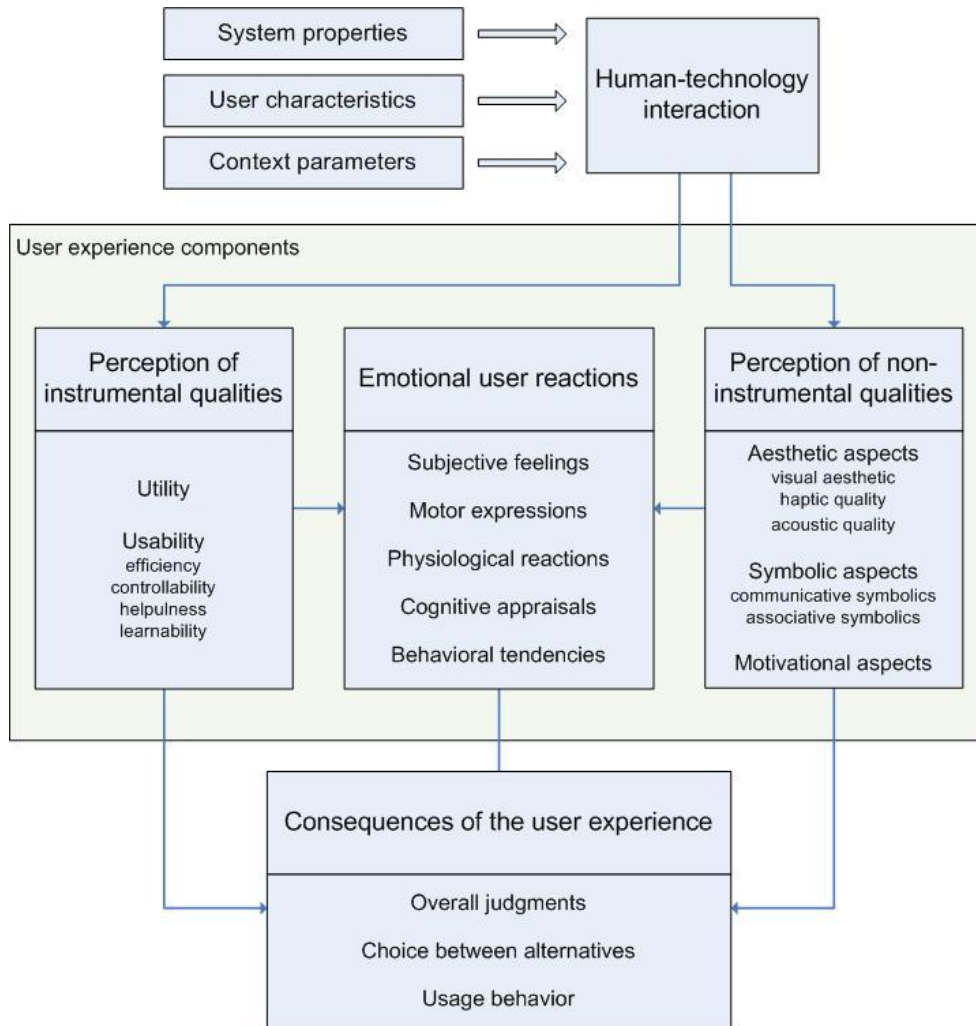 System properties
User characteristics
Context parameters
Human-technology
interaction
User experience components
Perception of
instrumental qualities
Utility
Usability
efficiency
controllability
helpulness
learnability
Emotional user reactions
Subjective feelings
Motor expressions
Physiological reactions
Cognitive appraisals
Behavioral tendencies
Perception of non-
instrumental qualities
Aesthetic aspects
visual aesthetic
haptic quality
acoustic quality
Symbolic aspects
communicative symbolics
associative symbolics
Motivational aspects
Consequences of the user experience
Overall judgments
Choice between alternatives
Usage behavior